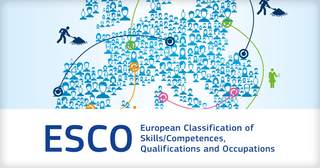 ESCO
European Classification of
Skills/Competences,
Qualifications and Occupations